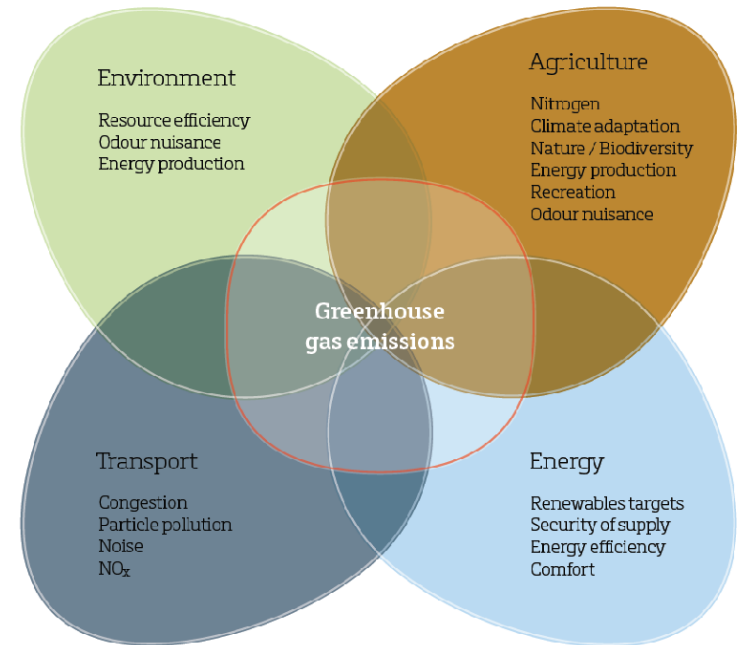 Environment
Resource efficiency
Odour nuisance
Energy production
Agriculture
Nitrogen
Climate adaptation
Nature / Biodiversity
Energy production
Recreation
Odour nuisance
Greenhouse
gas emissions
Transport
Congestion
Particle pollution
Noise
NOₓ
Energy
Renewables targets
Security of supply
Energy efficiency
Comfort